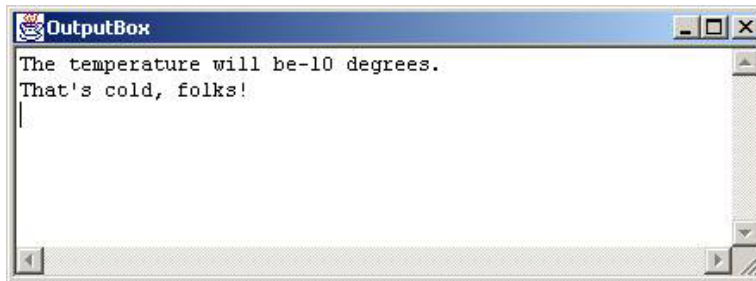 OutputBox
The temperature will be-10 degrees.
That's cold, folks!